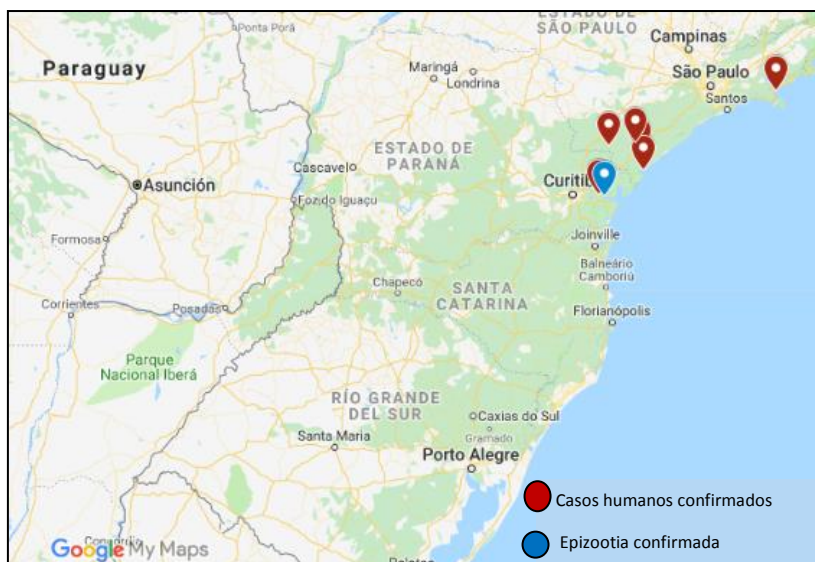 Ponta Porã
ESTADO DE
SÃO PAULO
Campinas
Paraguay
Maringá
Londrina
São Paulo
Santos
ESTADO DE
PARANÁ
Cascavel
Asunción
Foz do Iguaçu
Formosa
Joinville
Balneário
Camboriú
Chapecó
SANTA
CATARINA
Corrientes
Posadas
Florianópolis
Parque
Nacional Iberá
RÍO GRANDE
DEL SUR
Caxias do Sul
Gramado
Santa Maria
Porto Alegre
Casos humanos confirmados
Epizootia confirmada
Google My Maps